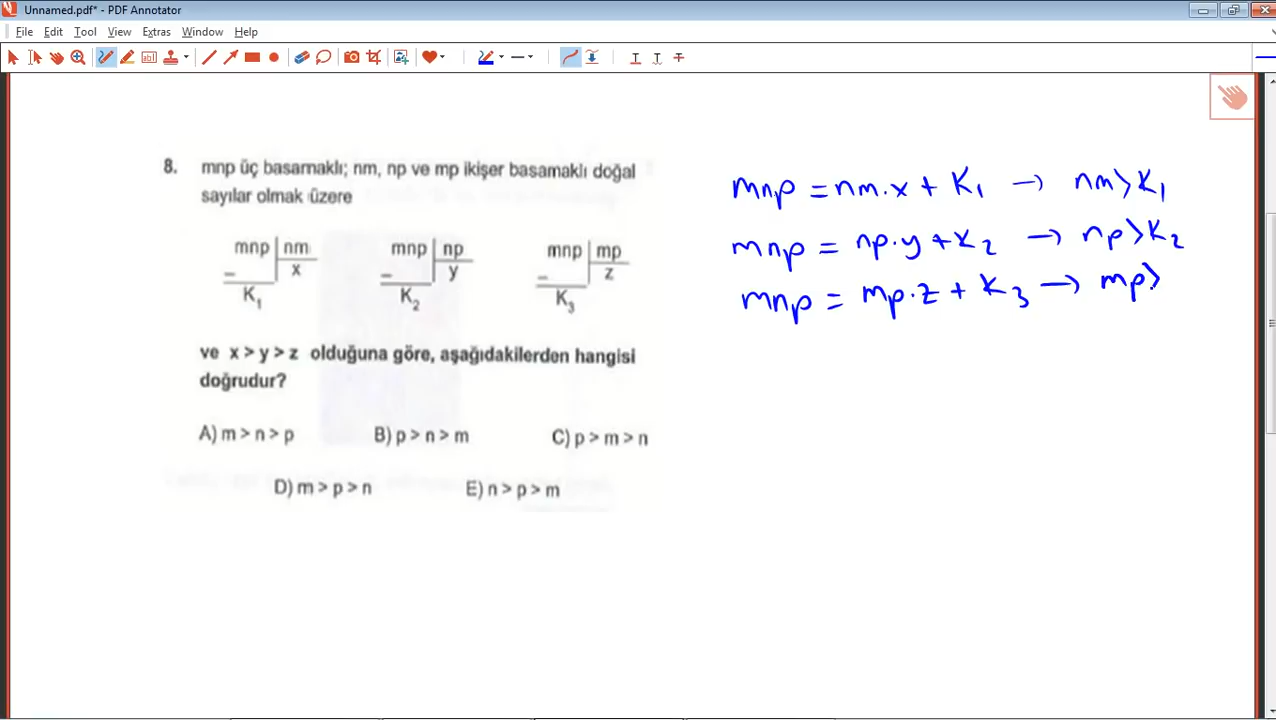 Unnamed.pdf* - PDF Annotator
File Edit Tool View Extras Window Help
8. mnp üç basamaklı; nm, np ve mp ikişer basamaklı doğal
sayılar olmak üzere
mnp | nm
x
K1
mnp | np
y
K2
mnp | mp
z
K3
ve x > y > z olduğuna göre, aşağıdakilerden hangisi
doğrudur?
A) m > n > p B) p > n > m C) p > m > n
D) m > p > n E) n > p > m
mnp = nm.x + K1 → nm>K1
mnp = np.y + K2 → np>K2
mnp = mp.z + K3 → mp>